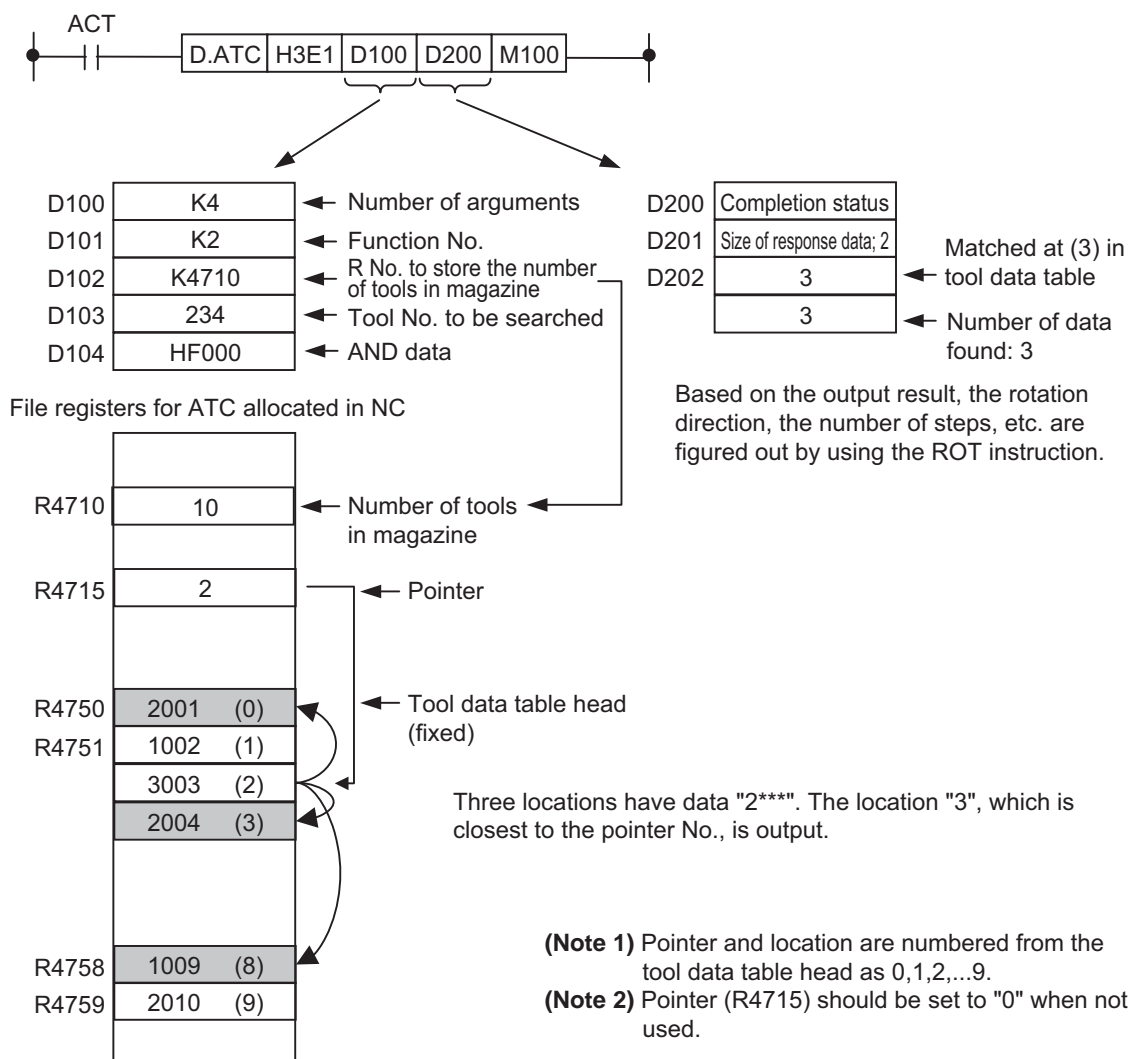 ACT
D.ATC H3E1 D100 D200 M100
D100 K4 Number of arguments
D101 K2 Function No.
D102 K4710 R No. to store the number
of tools in magazine
D103 234 Tool No. to be searched
D104 HF000 AND data
D200 Completion status
D201 Size of response data; 2
D202 3
Matched at (3) in
tool data table
3
Number of data
found: 3
Based on the output result, the rotation
direction, the number of steps, etc. are
figured out by using the ROT instruction.
File registers for ATC allocated in NC
R4710 10 Number of tools
in magazine
R4715 2 Pointer
R4750 2001 (0) Tool data table head
(fixed)
R4751 1002 (1)
3003 (2)
2004 (3)
Three locations have data "2***". The location "3", which is
closest to the pointer No., is output.
R4758 1009 (8)
R4759 2010 (9)
(Note 1) Pointer and location are numbered from the
tool data table head as 0,1,2,...9.
(Note 2) Pointer (R4715) should be set to "0" when not
used.